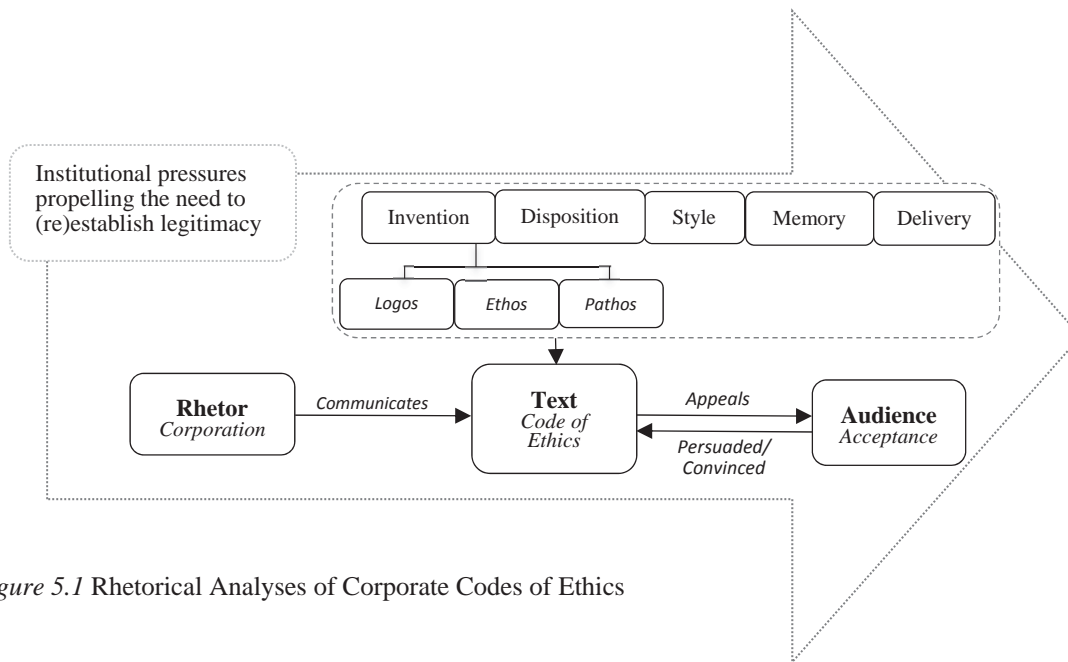 Institutional pressures
propelling the need to
(re)establish legitimacy
Invention
Disposition
Style
Memory
Delivery
Logos
Ethos
Pathos
Rhetor
Corporation
Communicates
Text
Code of
Ethics
Appeals
Persuaded/
Convinced
Audience
Acceptance
gure 5.1 Rhetorical Analyses of Corporate Codes of Ethics